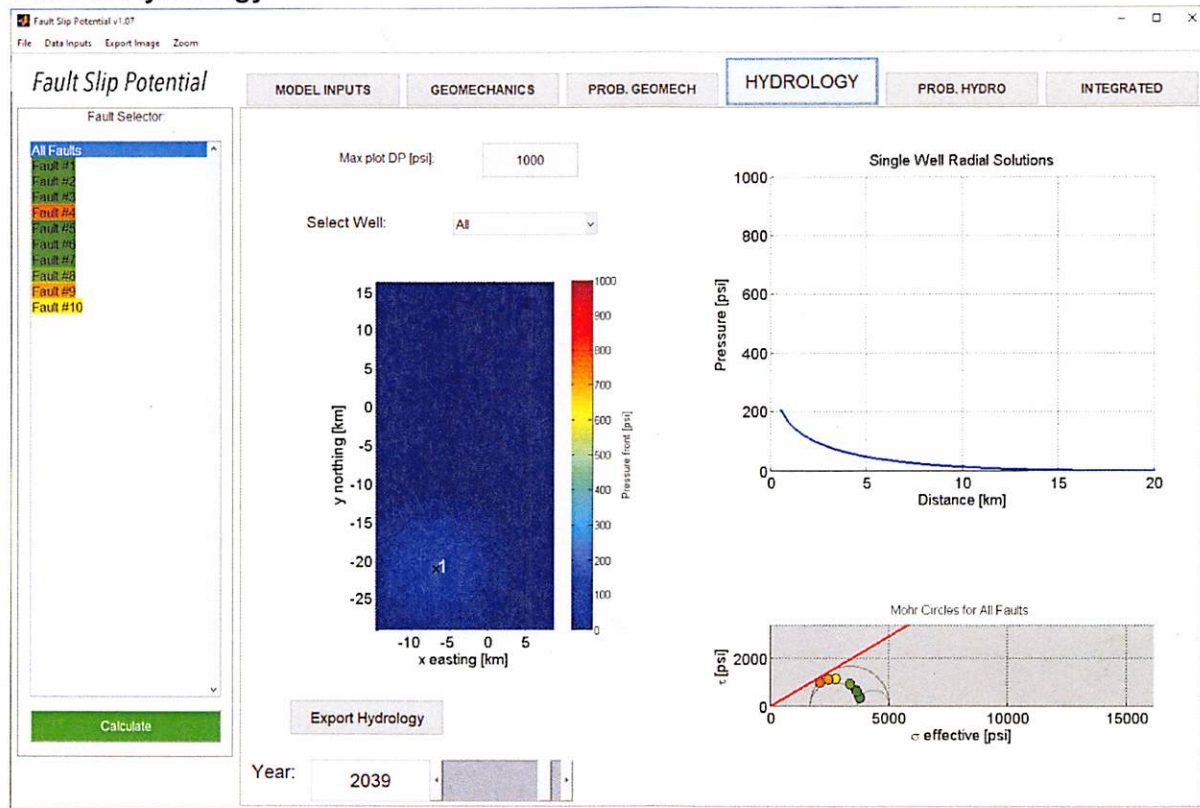 Fault Slip Potential v1.07
File Data Inputs Export Image Zoom
Fault Slip Potential
MODEL INPUTS GEOMECHANICS PROB. GEOMECH HYDROLOGY PROB. HYDRO INTEGRATED
Fault Selector:
All Faults
Fault #1
Fault #2
Fault #3
Fault #4
Fault #5
Fault #6
Fault #7
Fault #8
Fault #9
Fault #10
Calculate
Max plot DP [psi]: 1000
Select Well: All
15
10
5
0
-5
-10
-15
-20
-25
y northing [km]
1
-10 -5 0 5
x easting [km]
1000
900
800
700
600
500
400
300
200
100
0
Pressure front [psi]
Export Hydrology
Year: 2039
Single Well Radial Solutions
1000
800
600
400
200
0
Pressure [psi]
0 5 10 15 20
Distance [km]
Mohr Circles for All Faults
2000
0
τ [psi]
0 5000 10000 15000
σ effective [psi]